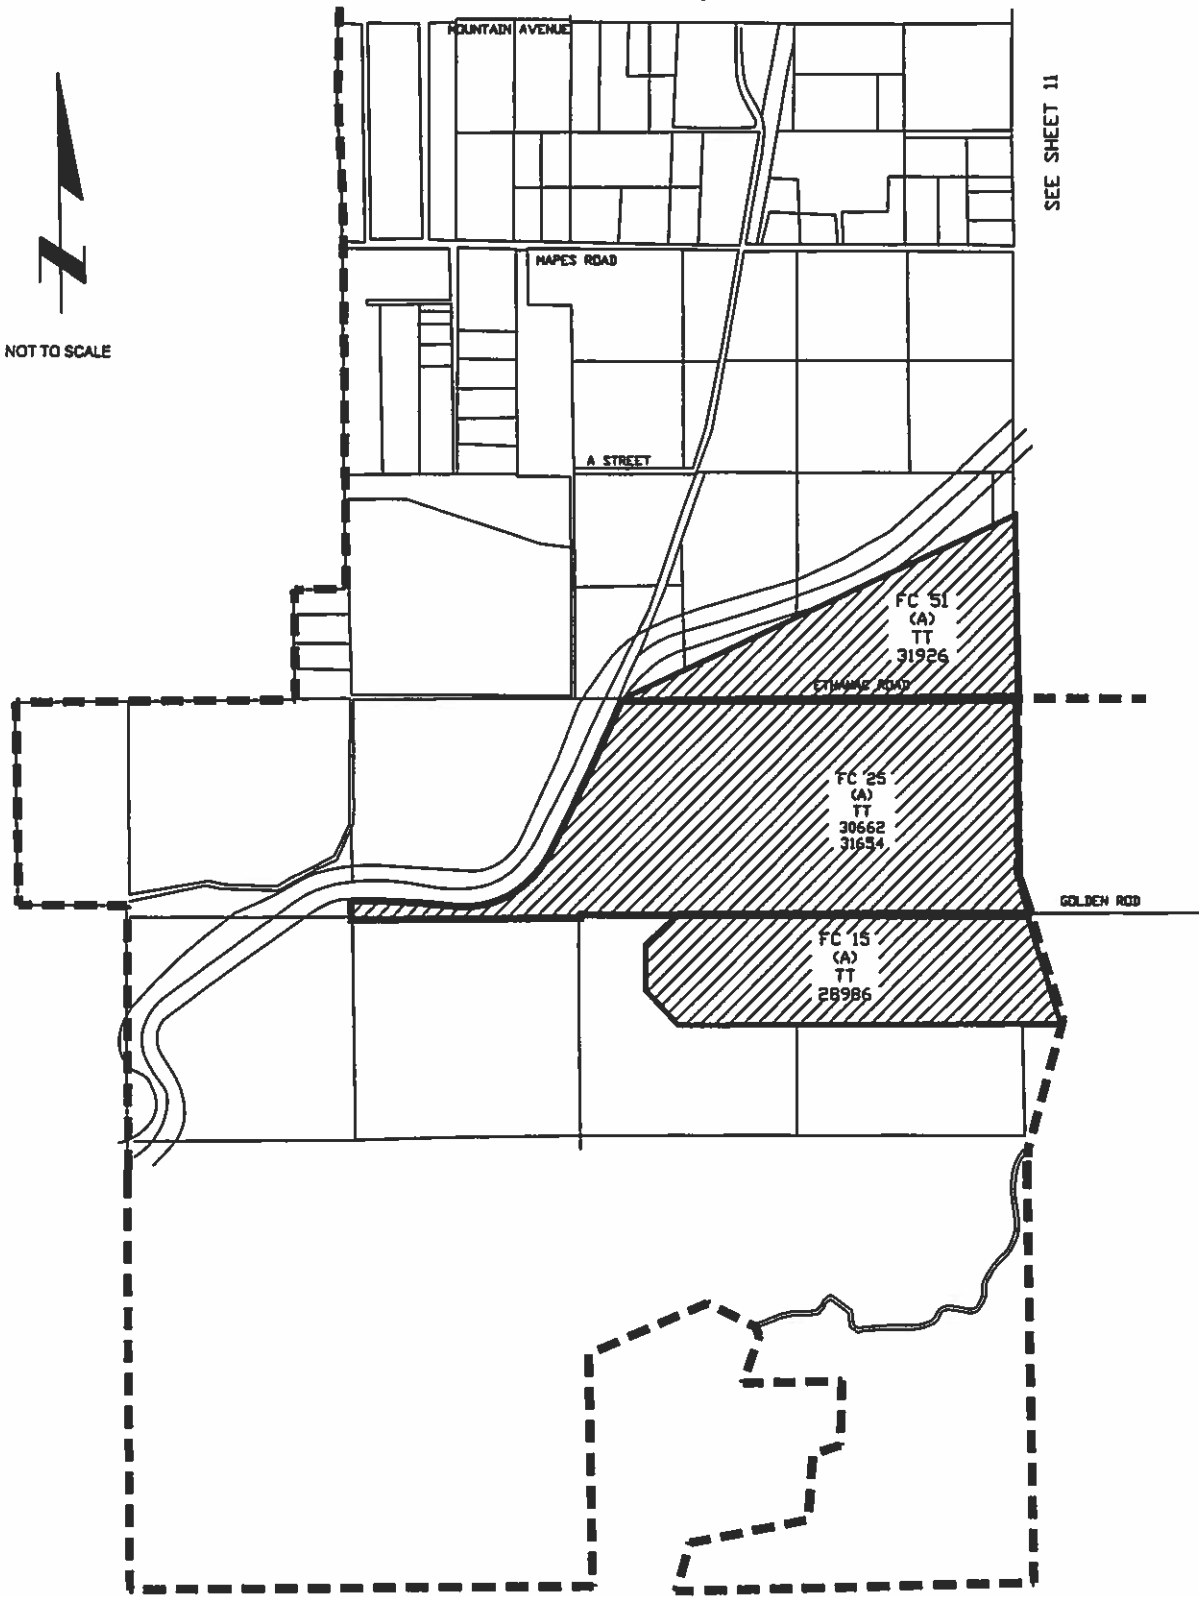 MOUNTAIN AVENUE
SEE SHEET 11
MAPES ROAD
N
NOT TO SCALE
A STREET
FC 51
(A)
TT
31926
ETHANAC ROAD
FC 25
(A)
TT
30662
31654
GOLDEN ROD
FC 15
(A)
TT
28986